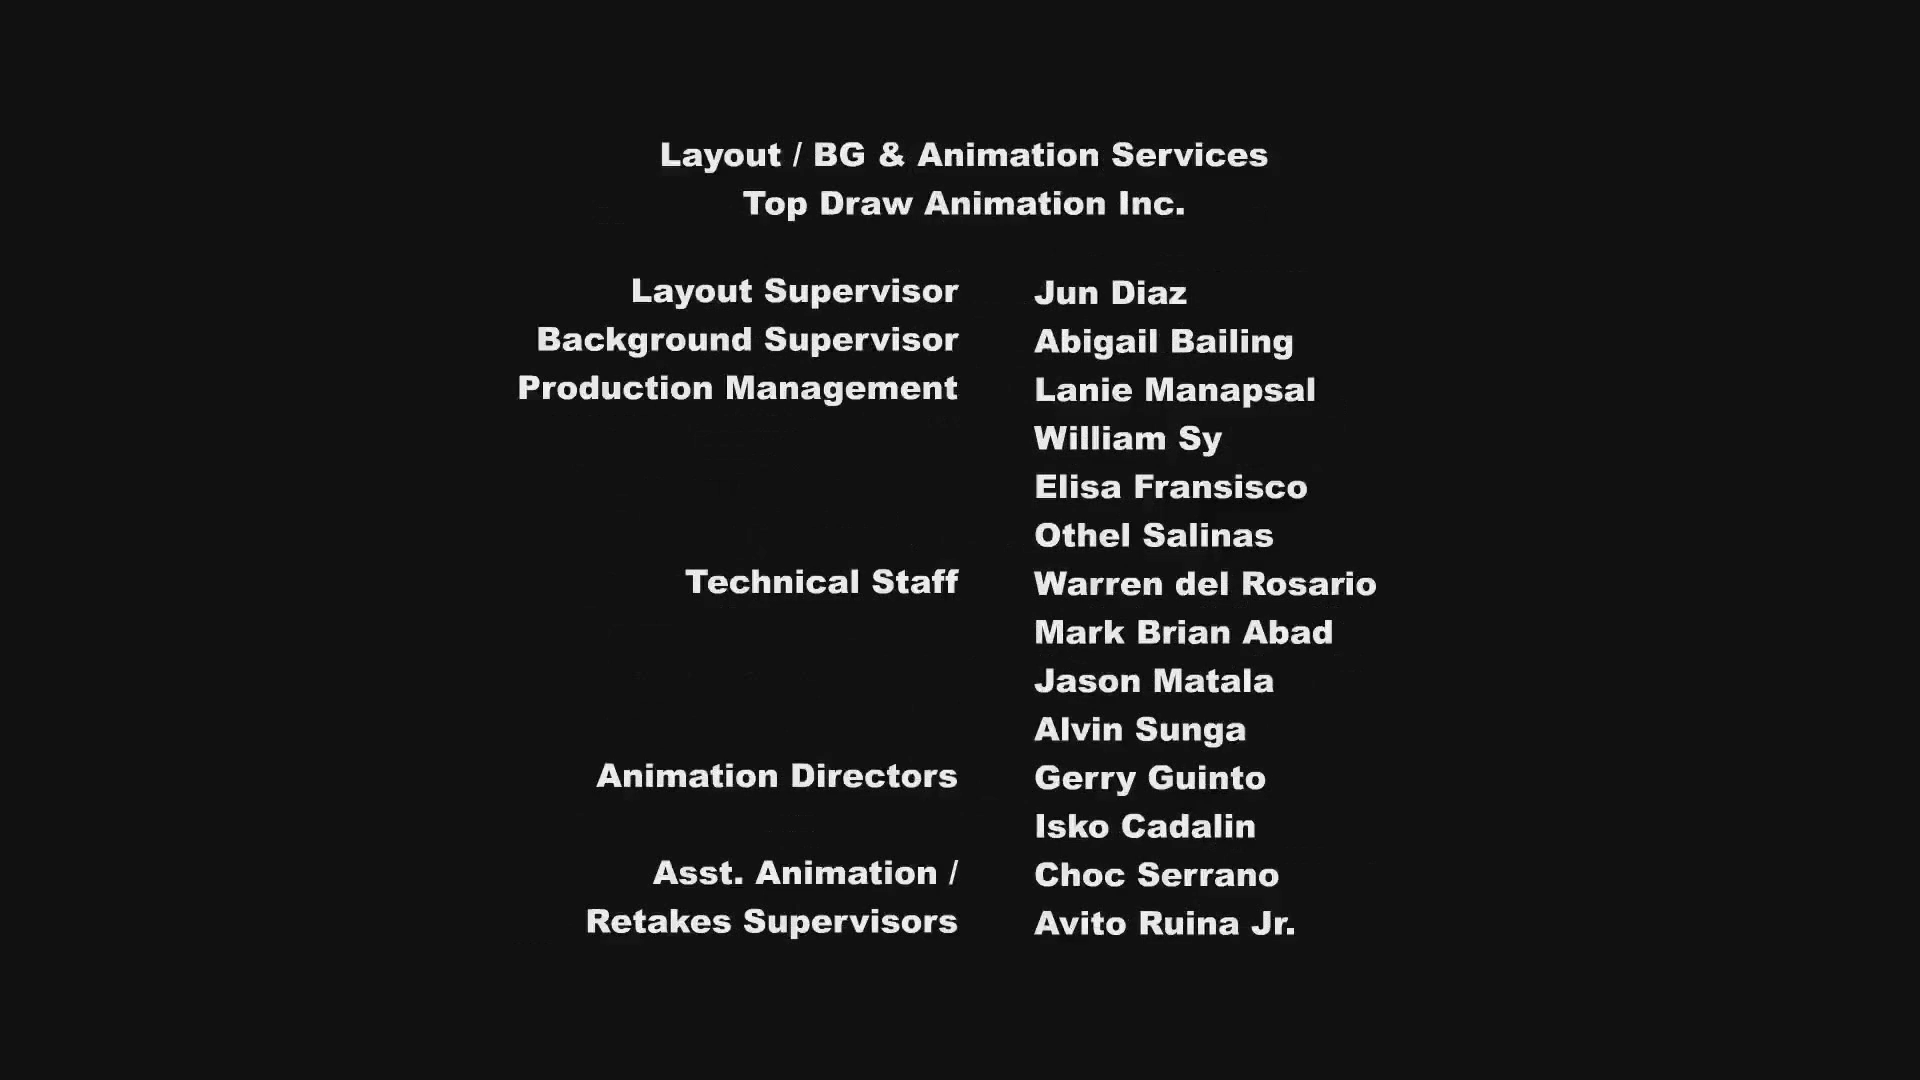 Layout / BG & Animation Services
Top Draw Animation Inc.
Layout Supervisor Jun Diaz
Background Supervisor Abigail Bailing
Production Management Lanie Manapsal
William Sy
Elisa Fransisco
Othel Salinas
Technical Staff Warren del Rosario
Mark Brian Abad
Jason Matala
Alvin Sunga
Animation Directors Gerry Guinto
Isko Cadalin
Asst. Animation / Choc Serrano
Retakes Supervisors Avito Ruina Jr.